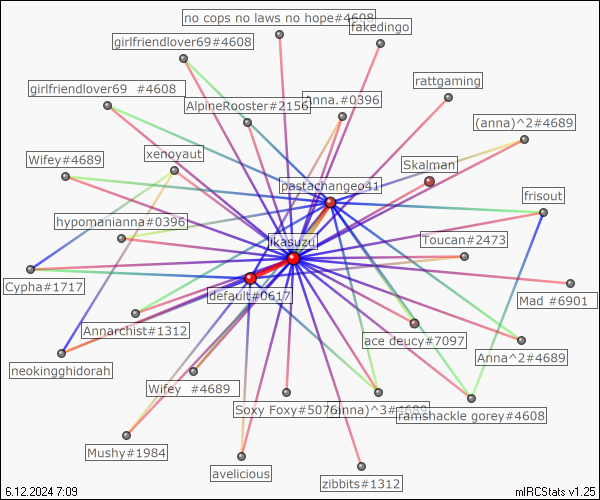 no cops no laws no hope#4608
fakedingo
girlfriendlover69#4608
rattgaming
girlfriendlover69 #4608
AlpineRooster#2156
Anna.#0396
(anna)^2#4689
xenoyaut
Wifey#4689
Skalman
pastachangeo41
frisout
hypomanianna#0396
ikasuzu
Toucan#2473
Cypha#1717
default#0617
Mad #6901
Annarchist#1312
ace deucy#7097
Anna^2#4689
neokingghidorah
Wifey #4689
Soxy Foxy#5076
(anna)^3#4689
ramshackle gorey#4608
Mushy#1984
avelicious
zibbits#1312
6.12.2024 7:09
mIRCStats v1.25